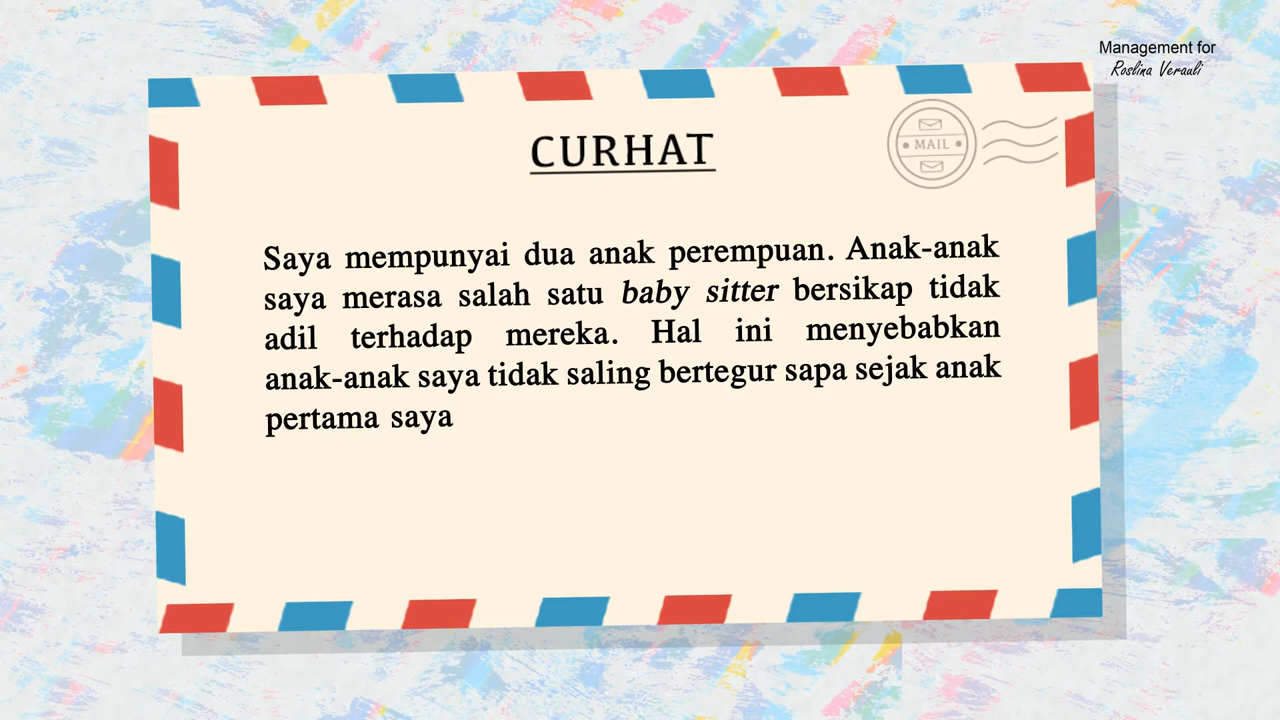 Management for
Roslina Verauli
CURHAT
MAIL
Saya mempunyai dua anak perempuan. Anak-anak
saya merasa salah satu baby sitter bersikap tidak
adil terhadap mereka. Hal ini menyebabkan
anak-anak saya tidak saling bertegur sapa sejak anak
pertama saya